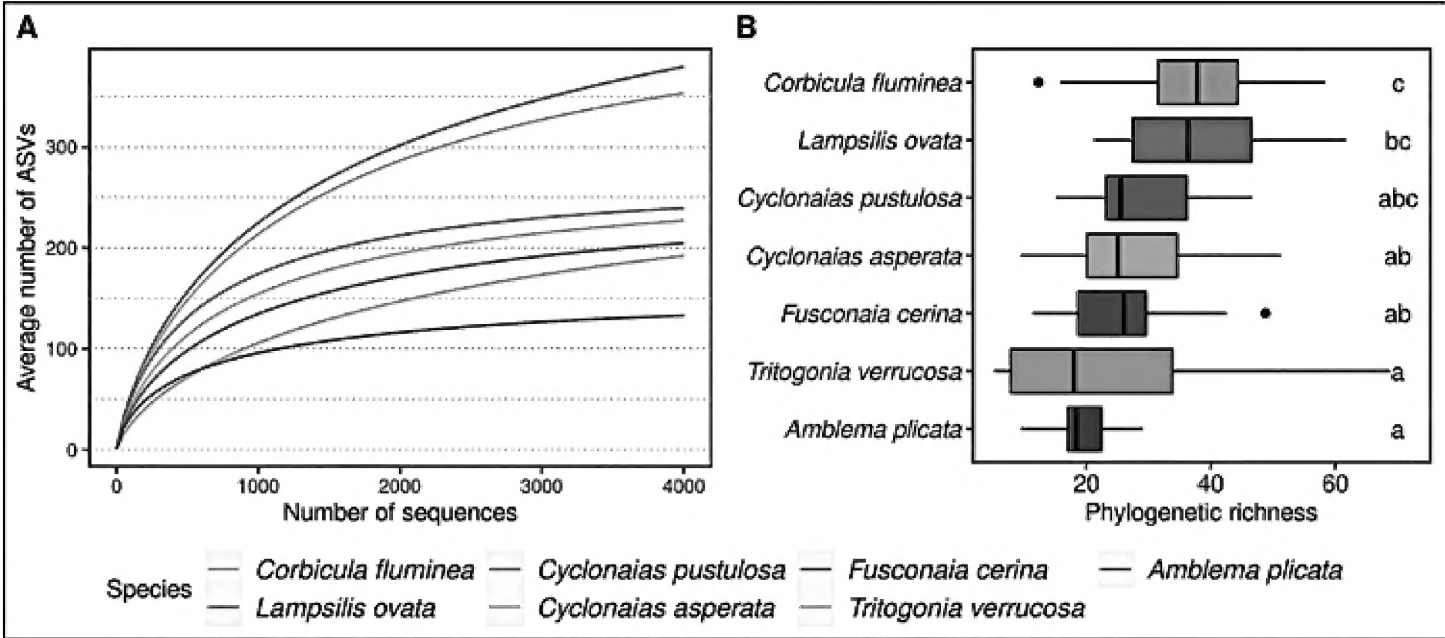 A
Average number of ASVs
300
200
100
0
0 1000 2000 3000 4000
Number of sequences
B
Corbicula fluminea c
Lampsilis ovata bc
Cyclonaias pustulosa abc
Cyclonaias asperata ab
Fusconaia cerina ab
Tritogonia verrucosa a
Amblema plicata a
20 40 60
Phylogenetic richness
Species
Corbicula fluminea Cyclonaias pustulosa Fusconaia cerina Amblema plicata
Lampsilis ovata Cyclonaias asperata Tritogonia verrucosa